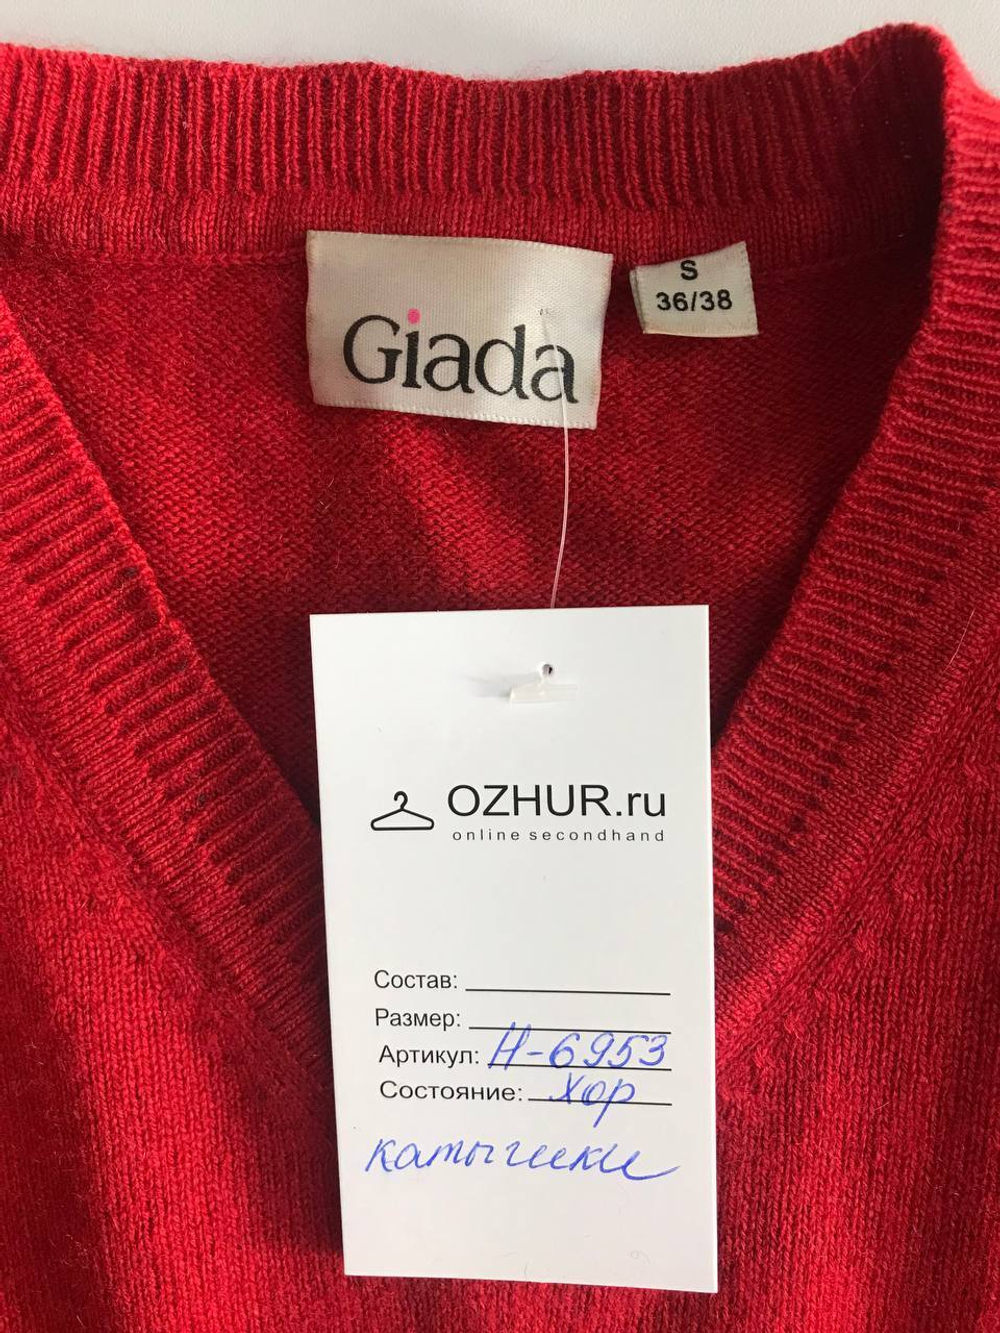 Giada
S
36/38
OZHUR.ru
online secondhand
Состав:
Размер:
Артикул: Н-6953
Состояние: Хор
катышки